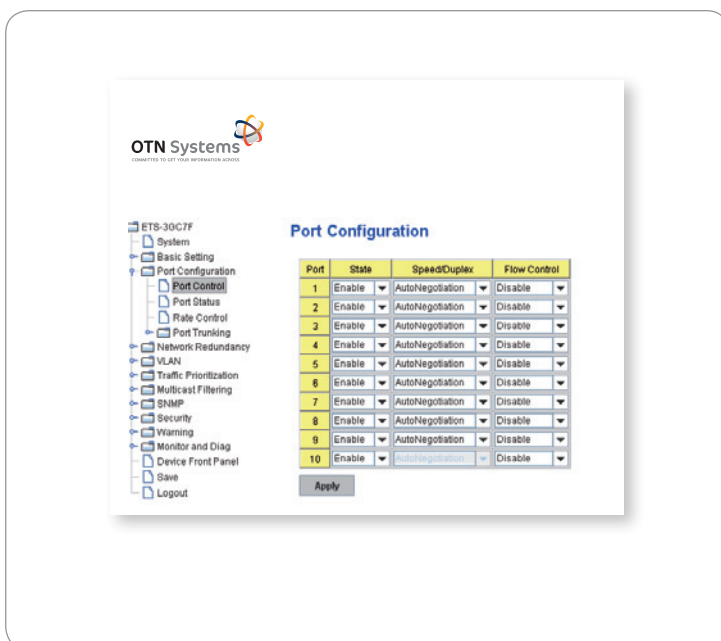 OTN Systems
COMMITTED TO GET YOUR INFORMATION ACROSS
ETS-3GC7F
System
Basic Setting
Port Configuration
Port Control
Port Status
Rate Control
Port Trunking
Network Redundancy
VLAN
Traffic Prioritization
Multicast Filtering
SNMP
Security
Warning
Monitor and Diag
Device Front Panel
Save
Logout
Port Configuration
Port State Speed/Duplex Flow Control
1 Enable AutoNegotiation Disable
2 Enable AutoNegotiation Disable
3 Enable AutoNegotiation Disable
4 Enable AutoNegotiation Disable
5 Enable AutoNegotiation Disable
6 Enable AutoNegotiation Disable
7 Enable AutoNegotiation Disable
8 Enable AutoNegotiation Disable
9 Enable AutoNegotiation Disable
10 Enable AutoNegotiation Disable
Apply